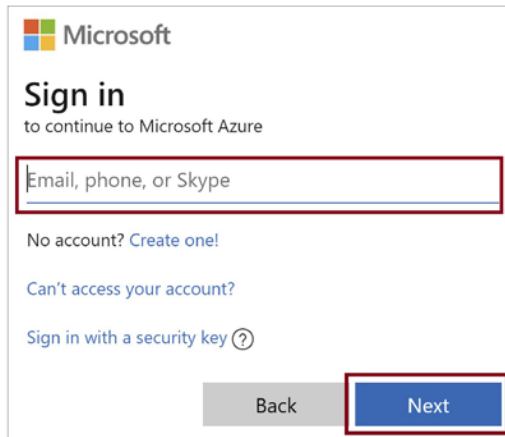 Microsoft
Sign in
to continue to Microsoft Azure
Email, phone, or Skype
No account? Create one!
Can't access your account?
Sign in with a security key ?
Back
Next